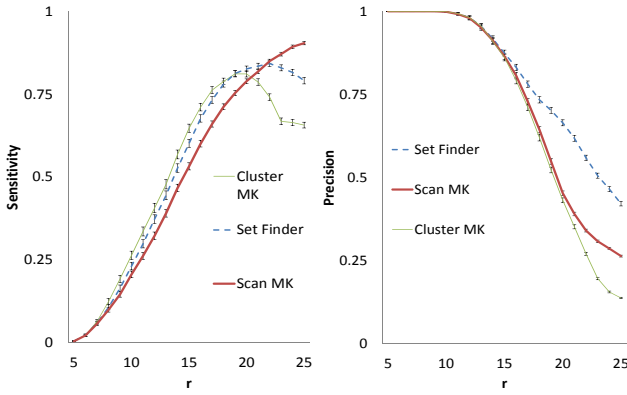 1
0.75
0.5
0.25
0
Sensitivity
5
10
15
20
25
r
Cluster
MK
Set Finder
Scan MK
1
0.75
0.5
0.25
0
Precision
5
10
15
20
25
r
Set Finder
Scan MK
Cluster MK